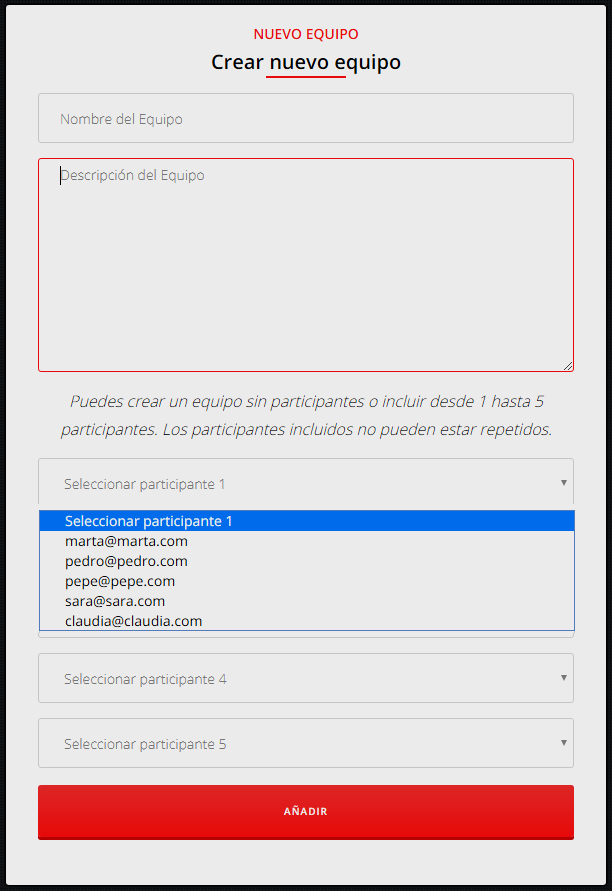 NUEVO EQUIPO
Crear nuevo equipo
Nombre del Equipo
Descripción del Equipo
Puedes crear un equipo sin participantes o incluir desde 1 hasta 5
participantes. Los participantes incluidos no pueden estar repetidos.
Seleccionar participante 1
Seleccionar participante 1
marta@marta.com
pedro@pedro.com
pepe@pepe.com
sara@sara.com
claudia@claudia.com
Seleccionar participante 4
Seleccionar participante 5
AÑADIR